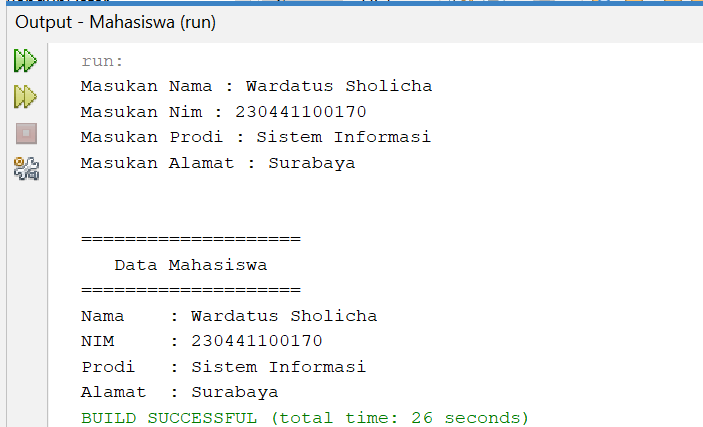 Output - Mahasiswa (run)
run:
Masukan Nama : Wardatus Sholicha
Masukan Nim : 230441100170
Masukan Prodi : Sistem Informasi
Masukan Alamat : Surabaya
====================
Data Mahasiswa
====================
Nama : Wardatus Sholicha
NIM : 230441100170
Prodi : Sistem Informasi
Alamat : Surabaya
BUILD SUCCESSFUL (total time: 26 seconds)